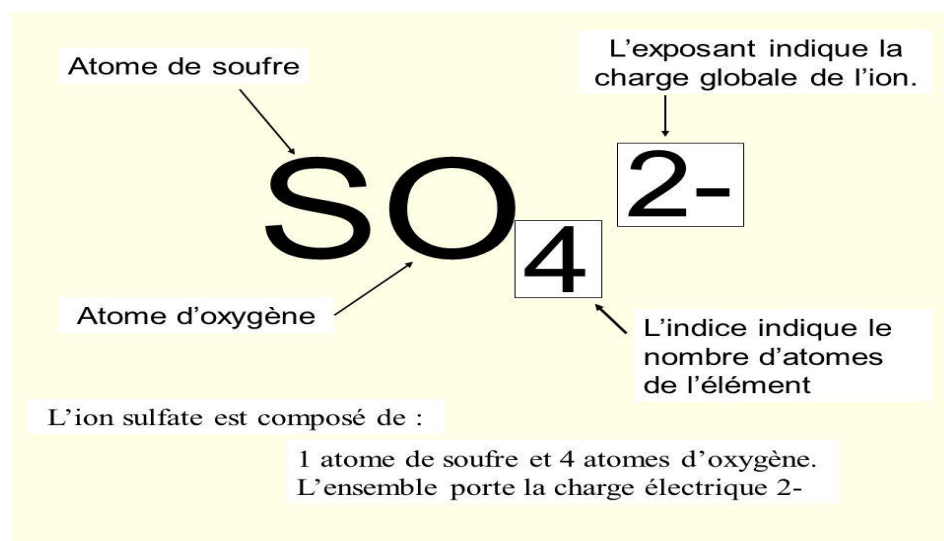 Atome de soufre
L’exposant indique la
charge globale de l’ion.
SO4 2-
Atome d’oxygène
L’indice indique le
nombre d’atomes
de l’élément
L’ion sulfate est composé de :
1 atome de soufre et 4 atomes d’oxygène.
L’ensemble porte la charge électrique 2-